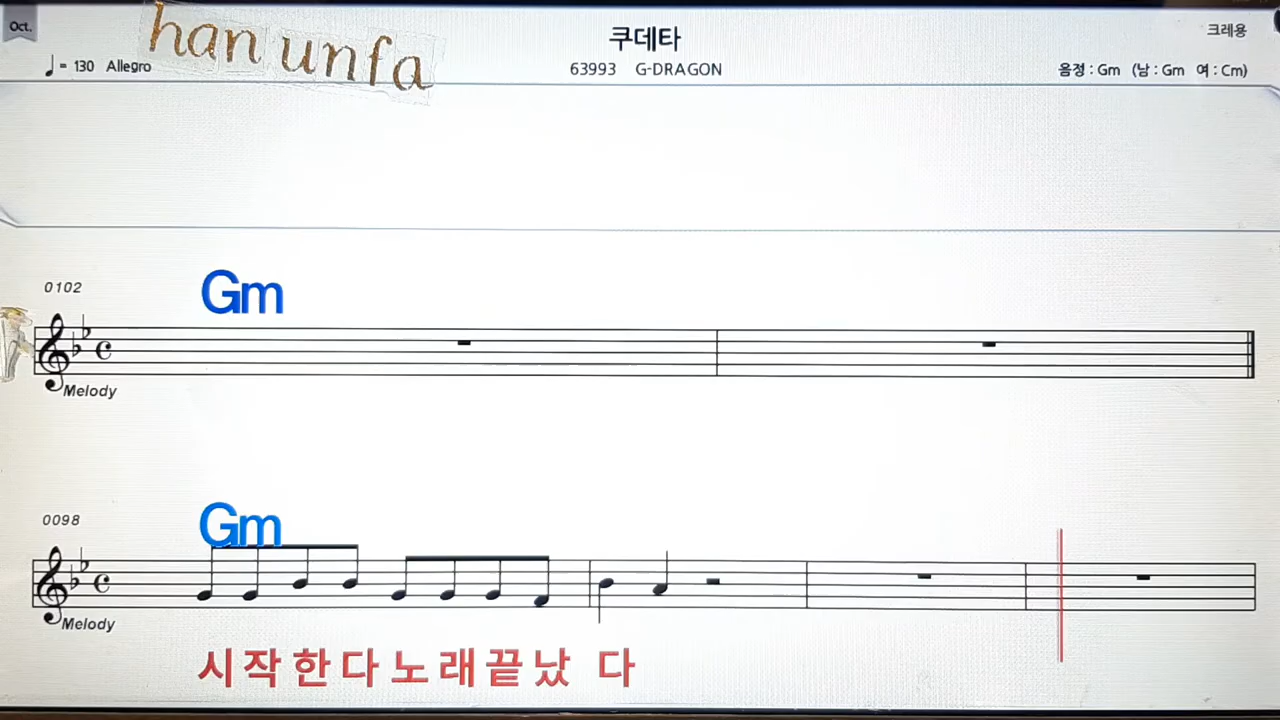 Oct.
han unfa
쿠데타
크레용
♩= 130 Allegro
63993 G-DRAGON
음정 : Gm (남 : Gm 여 : Cm)
0102
Gm
Melody
0098
Gm
Melody
시작한다노래끝났 다